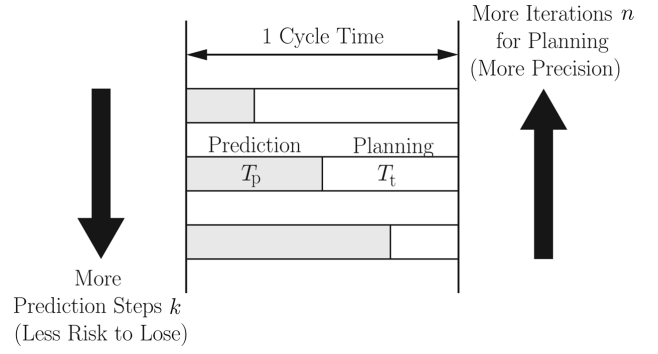 More Iterations n
for Planning
(More Precision)
1 Cycle Time
Prediction Planning
Tp Tt
More
Prediction Steps k
(Less Risk to Lose)